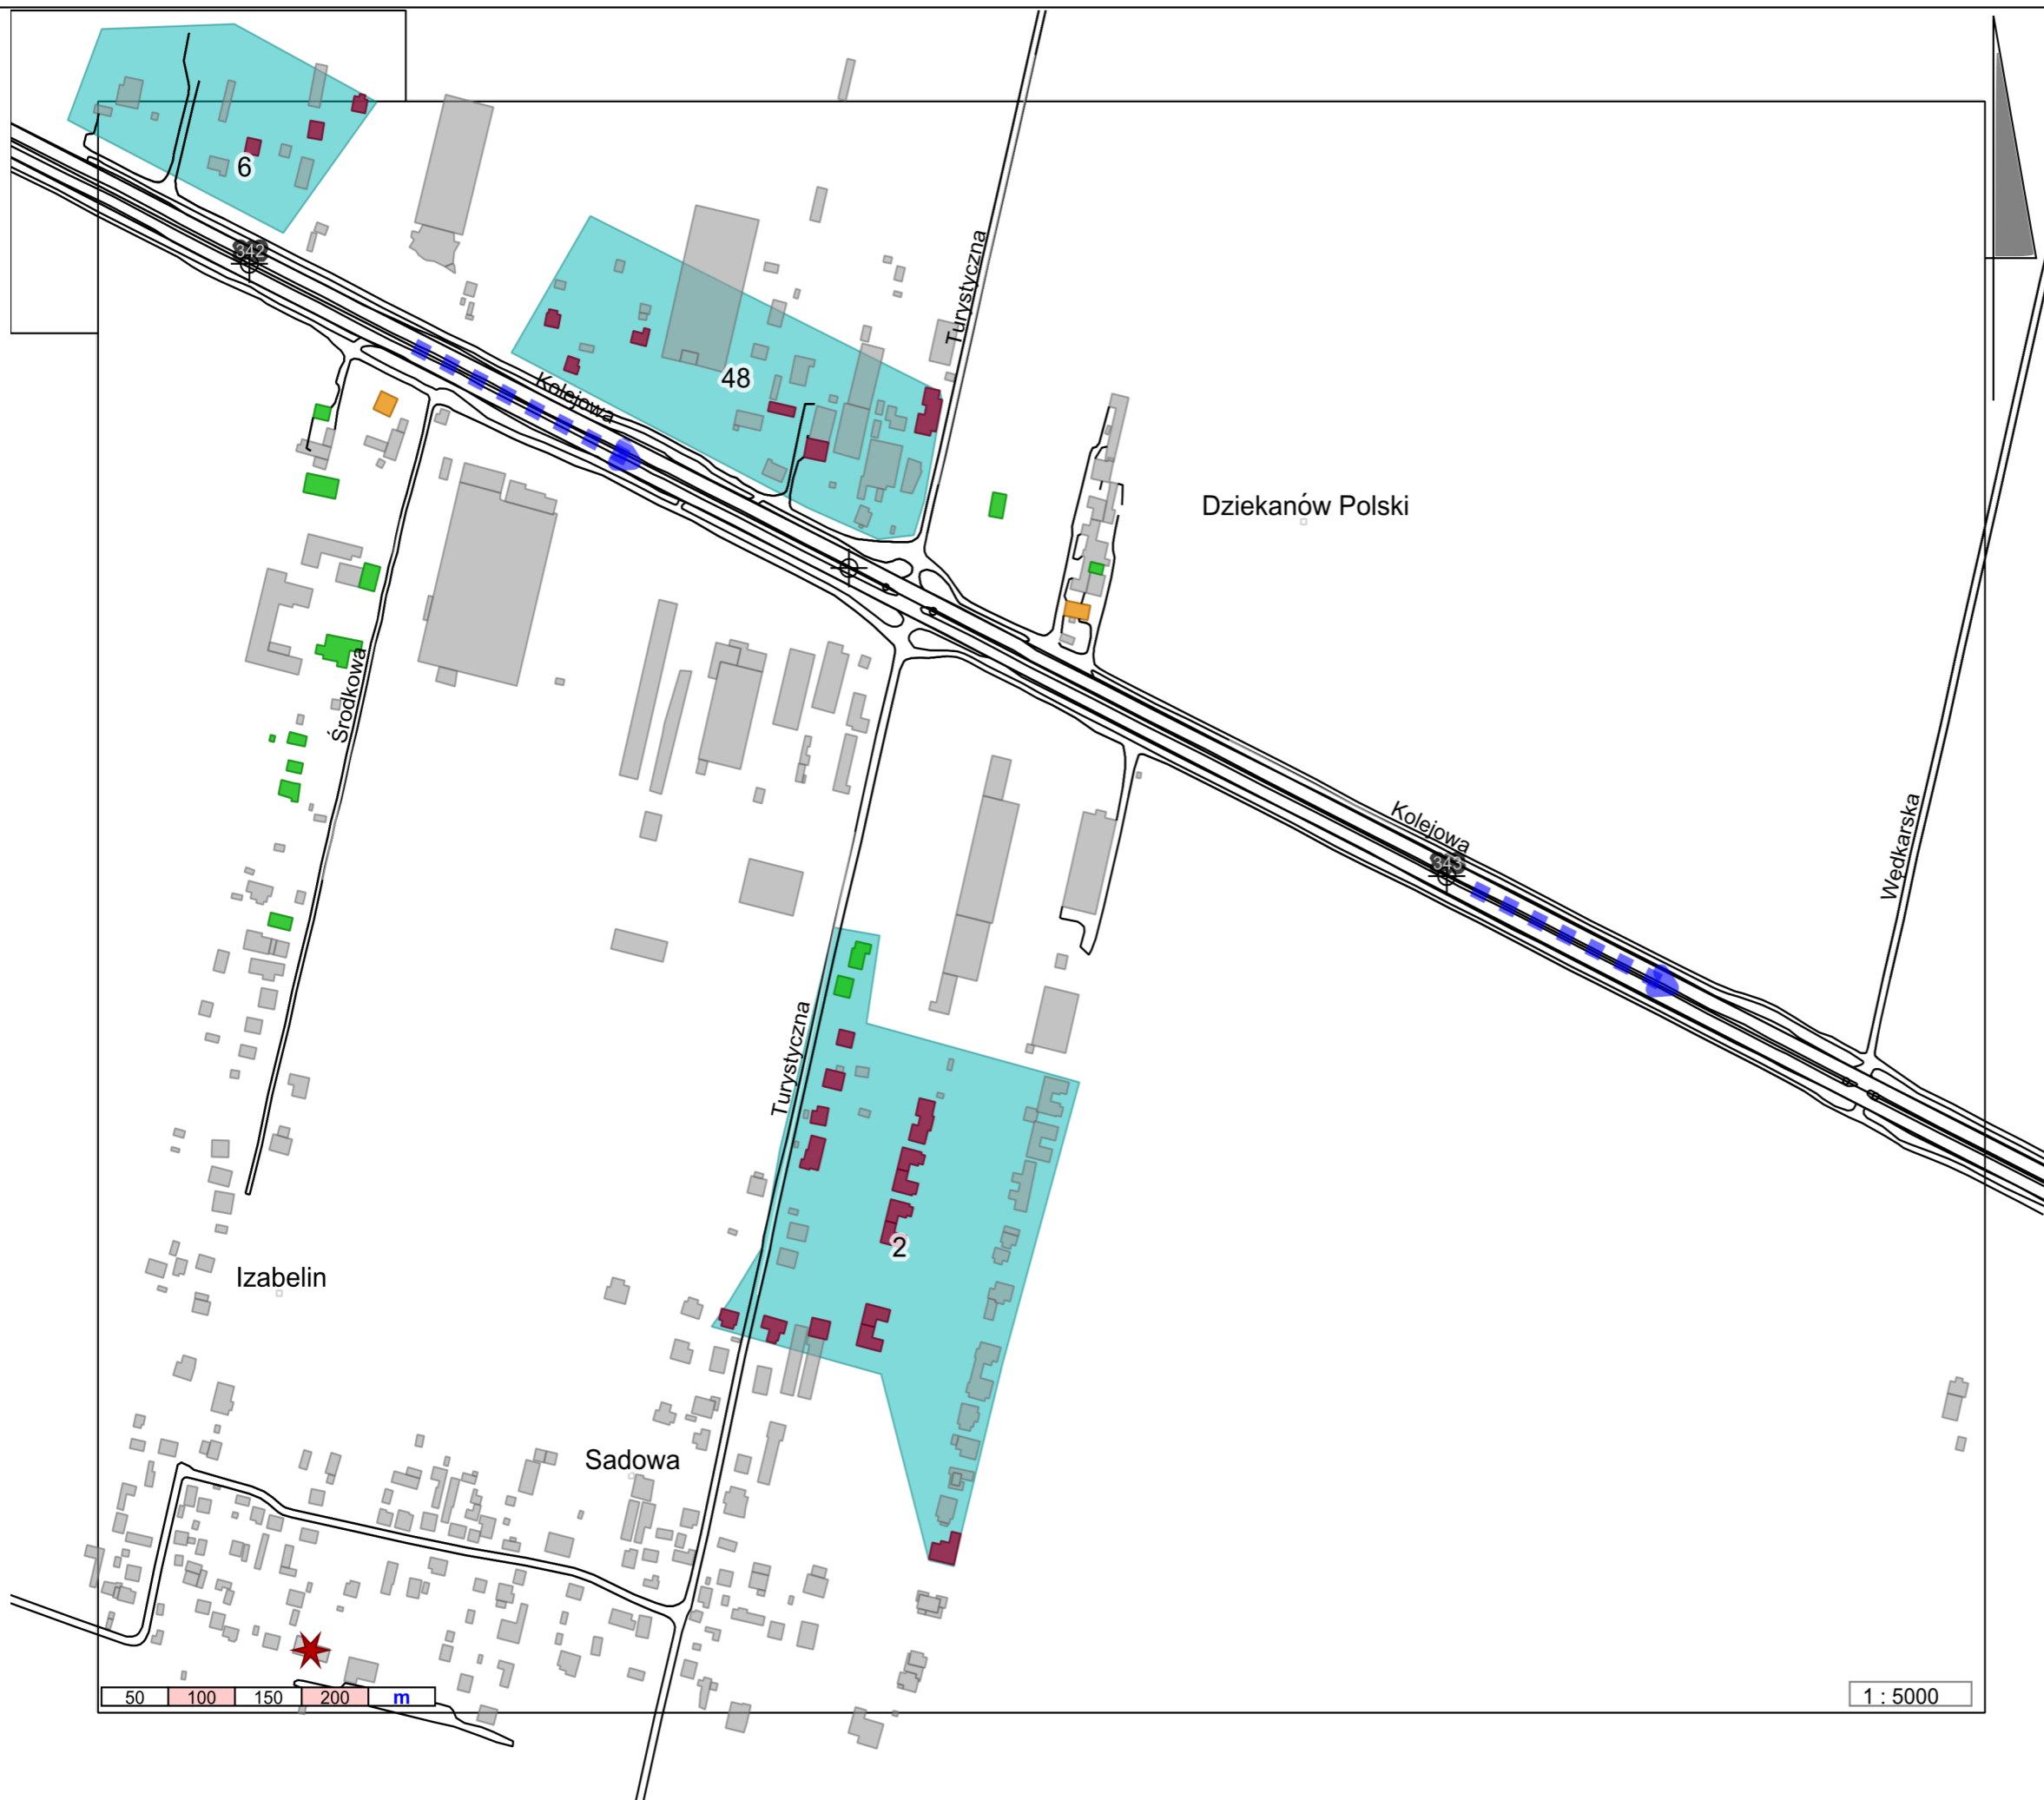 6
342
Turystyczna
48
Kolejowa
Dziekanów Polski
Środkowa
Kolejowa
343
Wędkarska
Turystyczna
2
Izabelin
Sadowa
50 100 150 200 m
1 : 5000